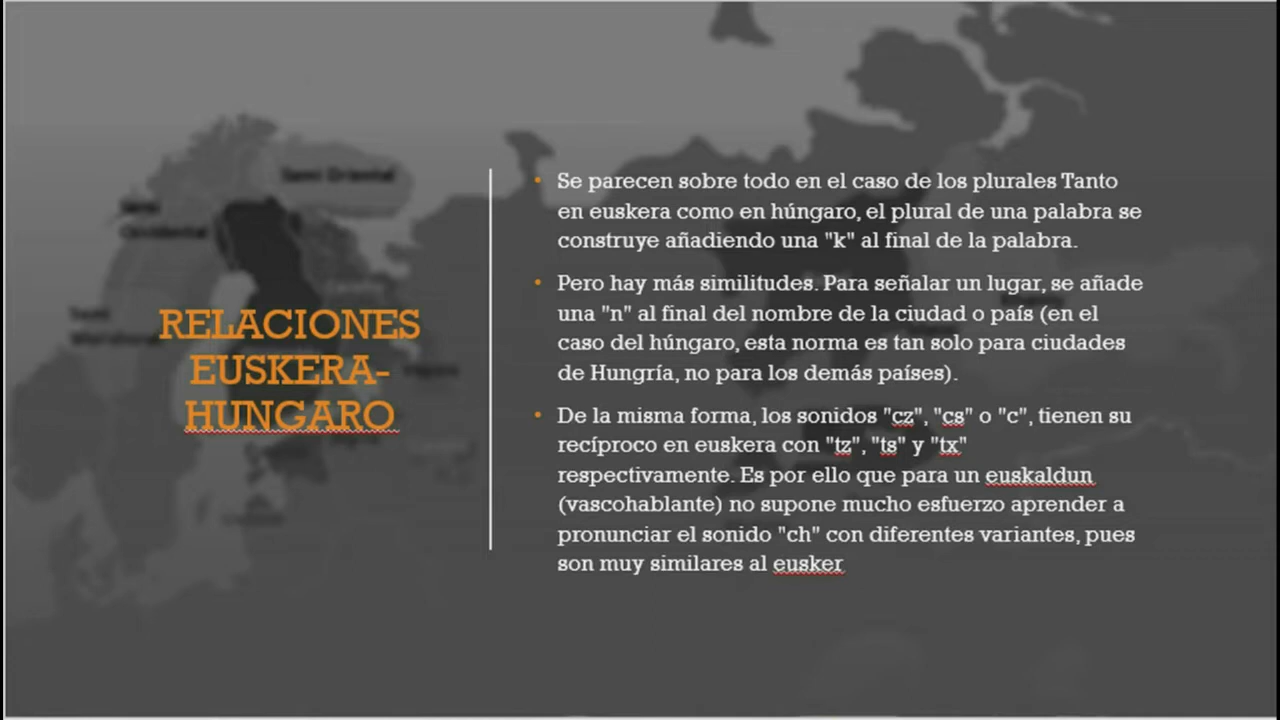 Sami Oriental
Sami
Occidental
Sami
RELACIONES
EUSKERA-
HUNGARO
• Se parecen sobre todo en el caso de los plurales Tanto
en euskera como en húngaro, el plural de una palabra se
construye añadiendo una "k" al final de la palabra.
• Pero hay más similitudes. Para señalar un lugar, se añade
una "n" al final del nombre de la ciudad o país (en el
caso del húngaro, esta norma es tan solo para ciudades
de Hungría, no para los demás países).
• De la misma forma, los sonidos "cz", "cs" o "c", tienen su
recíproco en euskera con "tz", "ts" y "tx"
respectivamente. Es por ello que para un euskaldun
(vascohablante) no supone mucho esfuerzo aprender a
pronunciar el sonido "ch" con diferentes variantes, pues
son muy similares al eusker